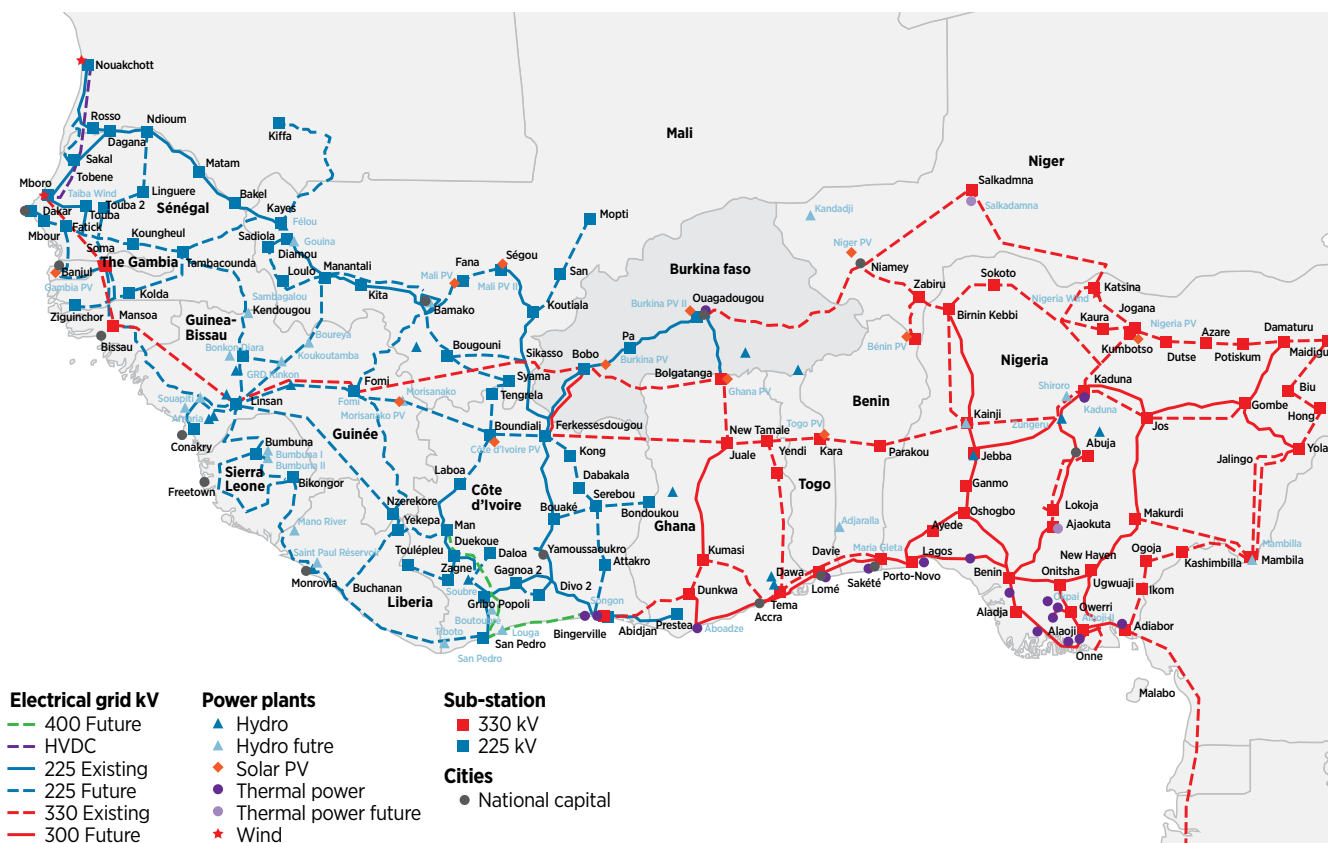 Nouakchott
Rosso
Ndioum
Dagana
Kiffa
Mali
Niger
Sakal
Tobene
Matam
Salkadmna
Salkadamna
Mboro
Taiba Wind
Linguere
Bakel
Dakar
Touba 2
Touba
Sénégal
Kayes
Félou
Mopti
Kandadji
Mbour
Fatick
Koungheul
Sadiola
Gouina
Diamou
Soma
The Gambia
Tambacounda
Banjul
Gambia PV
Loulo
Manantali
Fana
Ségou
Mali PV
Mali PV II
San
Niger PV
Niamey
Burkina faso
Zabiru
Sokoto
Katsina
Kolda
Ziguinchor
Kita
Bamako
Koutiala
Burkina PV II
Ouagadougou
Nigeria Wind
Birnin Kebbi
Kaura
Jogana
Nigeria PV
Mansoa
Sambagalou
Kendougou
Guinea-
Bissau
Bissau
Boureya
Koukoutamba
Bonkon Diara
GRD Kinkon
Bougouni
Sikasso
Pa
Burkina PV
Bobo
Bolgatanga
Ghana PV
Bénin PV
Kumbotso
Dutse
Azare
Potiskum
Damaturu
Maidigu
Nigeria
Souapiti
Amaria
Linsan
Fomi
Fomi
Morisanako
Morisanako PV
Syama
Tengrela
Benin
Shiroro
Kaduna
Kaduna
Zungeru
Biu
Gombe
Hong
Conakry
Guinée
Boundiali
Côte d'Ivoire PV
Ferkessedougou
New Tamale
Juale
Yendi
Togo PV
Kara
Parakou
Kainji
Jebba
Abuja
Jos
Jalingo
Yola
Bumbuna
Bumbuna I
Bumbuna II
Sierra
Leone
Bikongor
Freetown
Laboa
Kong
Dabakala
Serebou
Côte
d'Ivoire
Bouaké
Bondoukou
Ghana
Togo
Ganmo
Oshogbo
Lokoja
Ajaokuta
Makurdi
Mano River
Nzerekore
Yekepa
Man
Duekoue
Toulépleu
Zagne
Daloa
Yamoussaoukro
Attakro
Kumasi
Adjaralla
Ayede
Maria Gleta
Lagos
Davie
Dawa
Saint Paul Réservoir
Monrovia
Buchanan
Liberia
Gagnoa 2
Soubre
Gribo Popoli
Divo 2
Boutoubre
Songon
Dunkwa
Lomé
Sakété
Porto-Novo
Benin
New Haven
Onitsha
Ugwuaji
Ogoja
Kashimbilla
Ikom
Mambilla
Mambila
Tiboto
Louga
San Pedro
San Pedro
Bingerville
Abidjan
Prestea
Aboadze
Accra
Tema
Aladja
Okpai
Owerri
Alaoji II
Alaoji
Onne
Adiabor
Malabo
Electrical grid kV
400 Future
HVDC
225 Existing
225 Future
330 Existing
300 Future
Power plants
Hydro
Hydro futre
Solar PV
Thermal power
Thermal power future
Wind
Sub-station
330 kV
225 kV
Cities
National capital